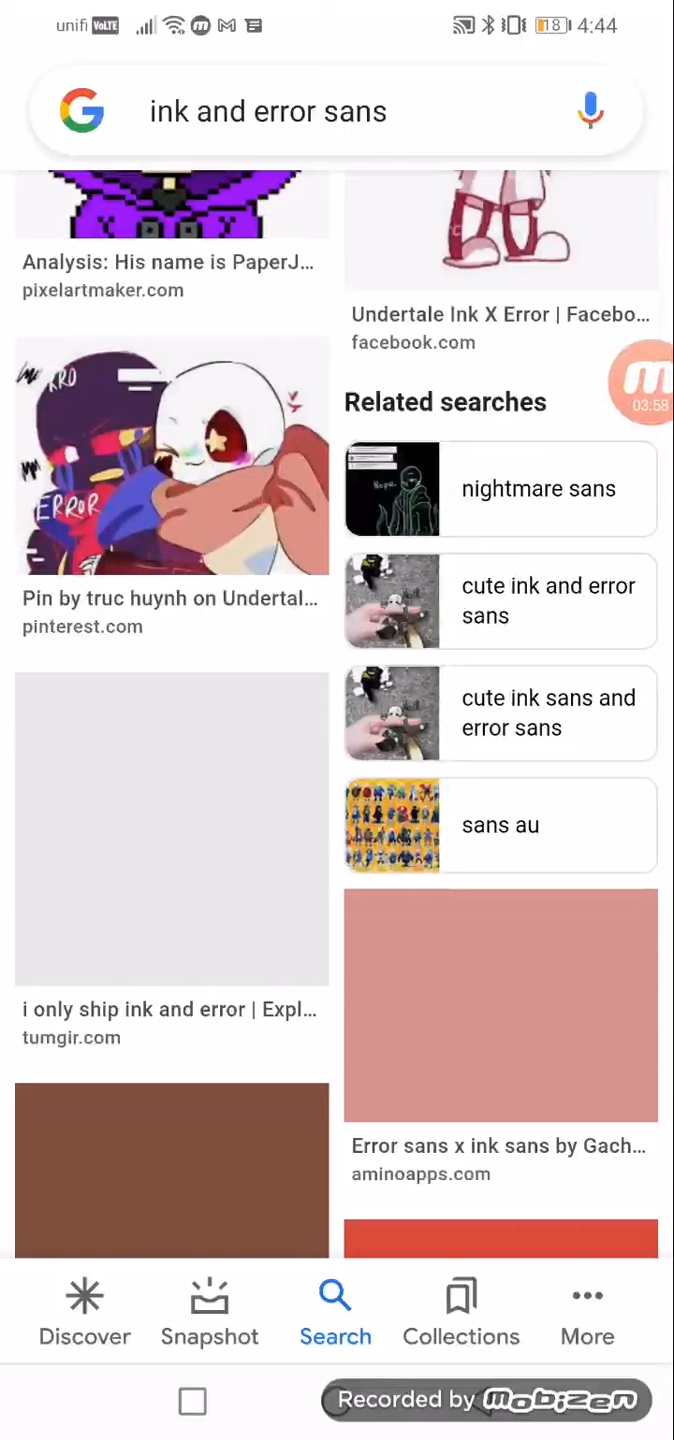 unifi VoLTE 18 4:44
ink and error sans
Analysis: His name is PaperJ...
pixelartmaker.com
Undertale Ink X Error | Facebo...
facebook.com
ERROR
Pin by truc huynh on Undertal...
pinterest.com
03:58
Related searches
Nope.
nightmare sans
cute ink and error
sans
cute ink sans and
error sans
sans au
i only ship ink and error | Expl...
tumgir.com
Error sans x ink sans by Gach...
aminoapps.com
Discover Snapshot Search Collections More
Recorded by mobizen